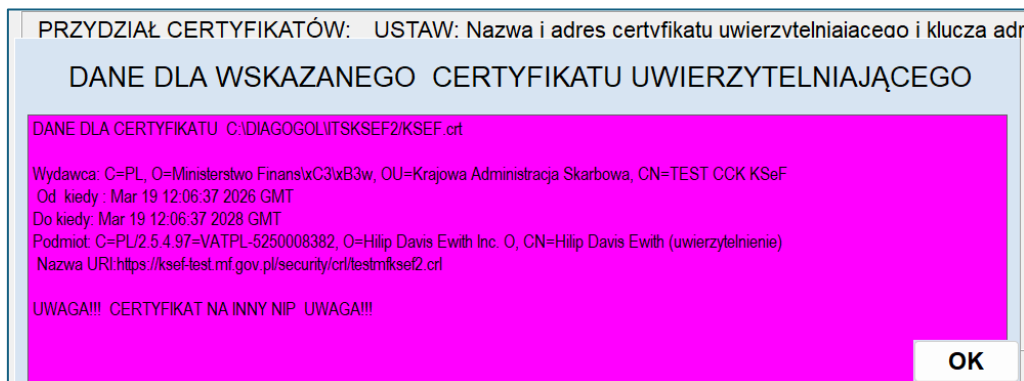 PRZYDZIAŁ CERTYFIKATÓW: USTAW: Nazwa i adres certyfikatu uwierzytelniającego i klucza adr
DANE DLA WSKAZANEGO CERTYFIKATU UWIERZYTELNIAJĄCEGO
DANE DLA CERTYFIKATU C:\DIAGOGOL\ITSKSEF2/KSEF.crt
Wydawca: C=PL, O=Ministerstwo Finans\xC3\xB3w, OU=Krajowa Administracja Skarbowa, CN=TEST CCK KSeF
Od kiedy : Mar 19 12:06:37 2026 GMT
Do kiedy: Mar 19 12:06:37 2028 GMT
Podmiot: C=PL/2.5.4.97=VATPL-5250008382, O=Hilip Davis Ewith Inc. O, CN=Hilip Davis Ewith (uwierzytelnienie)
Nazwa URI:https://ksef-test.mf.gov.pl/security/crl/testmfksef2.crl
UWAGA!!! CERTYFIKAT NA INNY NIP UWAGA!!!
OK